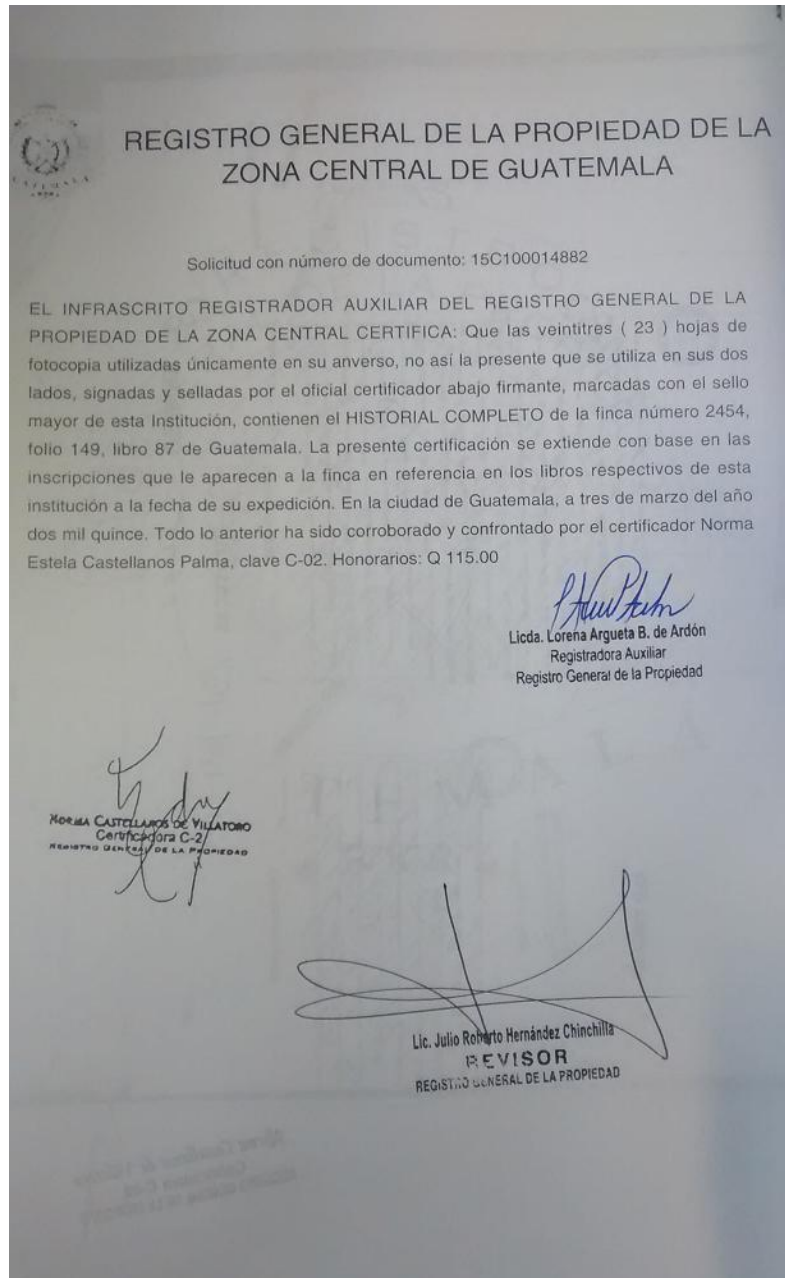 REGISTRO GENERAL DE LA PROPIEDAD DE LA
ZONA CENTRAL DE GUATEMALA
Solicitud con número de documento: 15C100014882
EL INFRASCRITO REGISTRADOR AUXILIAR DEL REGISTRO GENERAL DE LA
PROPIEDAD DE LA ZONA CENTRAL CERTIFICA: Que las veintitres ( 23 ) hojas de
fotocopia utilizadas únicamente en su anverso, no así la presente que se utiliza en sus dos
lados, signadas y selladas por el oficial certificador abajo firmante, marcadas con el sello
mayor de esta Institución, contienen el HISTORIAL COMPLETO de la finca número 2454,
folio 149, libro 87 de Guatemala. La presente certificación se extiende con base en las
inscripciones que le aparecen a la finca en referencia en los libros respectivos de esta
institución a la fecha de su expedición. En la ciudad de Guatemala, a tres de marzo del año
dos mil quince. Todo lo anterior ha sido corroborado y confrontado por el certificador Norma
Estela Castellanos Palma, clave C-02. Honorarios: Q 115.00
Licda. Lorena Argueta B. de Ardón
Registradora Auxiliar
Registro General de la Propiedad
NORMA CASTELLANOS DE VILLATORO
Certificadora C-2
REGISTRO GENERAL DE LA PROPIEDAD
Lic. Julio Roberto Hernández Chinchilla
REVISOR
REGISTRO GENERAL DE LA PROPIEDAD